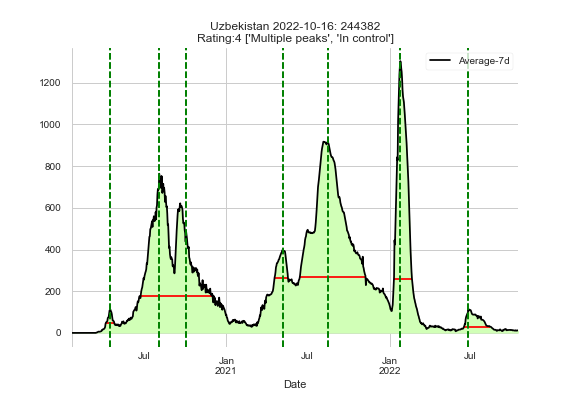 Uzbekistan 2022-10-16: 244382
Rating:4 ['Multiple peaks', 'In control']
Average-7d
1200
1000
800
600
400
200
0
Jul
Jan
2021
Jul
Jan
2022
Jul
Date